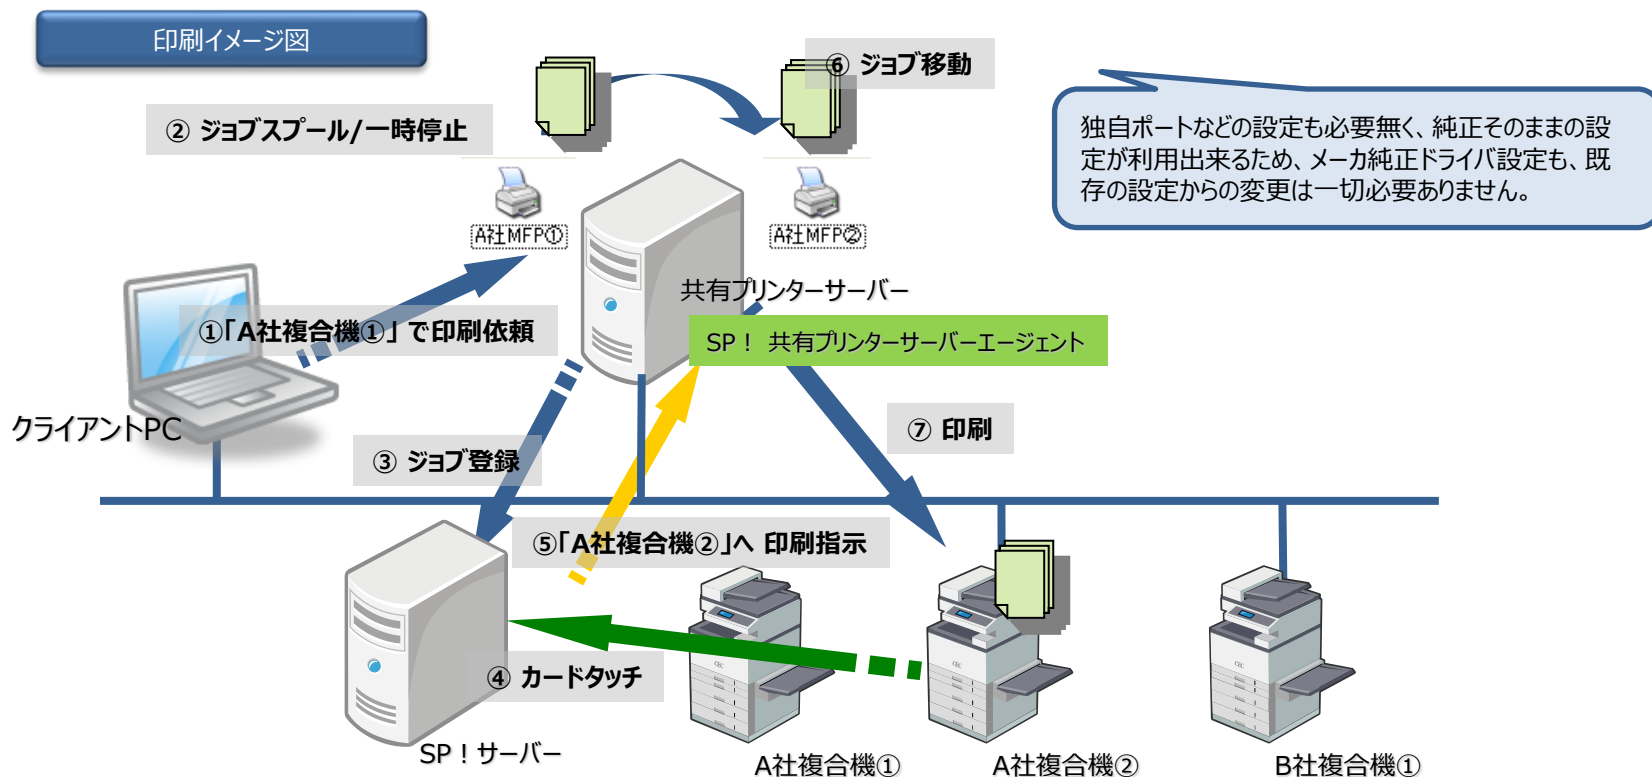 印刷イメージ図
⑥ ジョブ移動
② ジョブスプール/一時停止
独自ポートなどの設定も必要無く、純正そのままの設
定が利用出来るため、メーカ純正ドライバ設定も、既
存の設定からの変更は一切必要ありません。
A社MFP①
A社MFP②
共有プリンターサーバー
①「A社複合機①」で印刷依頼
SP！ 共有プリンターサーバーエージェント
クライアントPC
⑦ 印刷
③ ジョブ登録
⑤「A社複合機②」へ 印刷指示
④ カードタッチ
CEC
CEC
CEC
SP！サーバー
A社複合機①
A社複合機②
B社複合機①